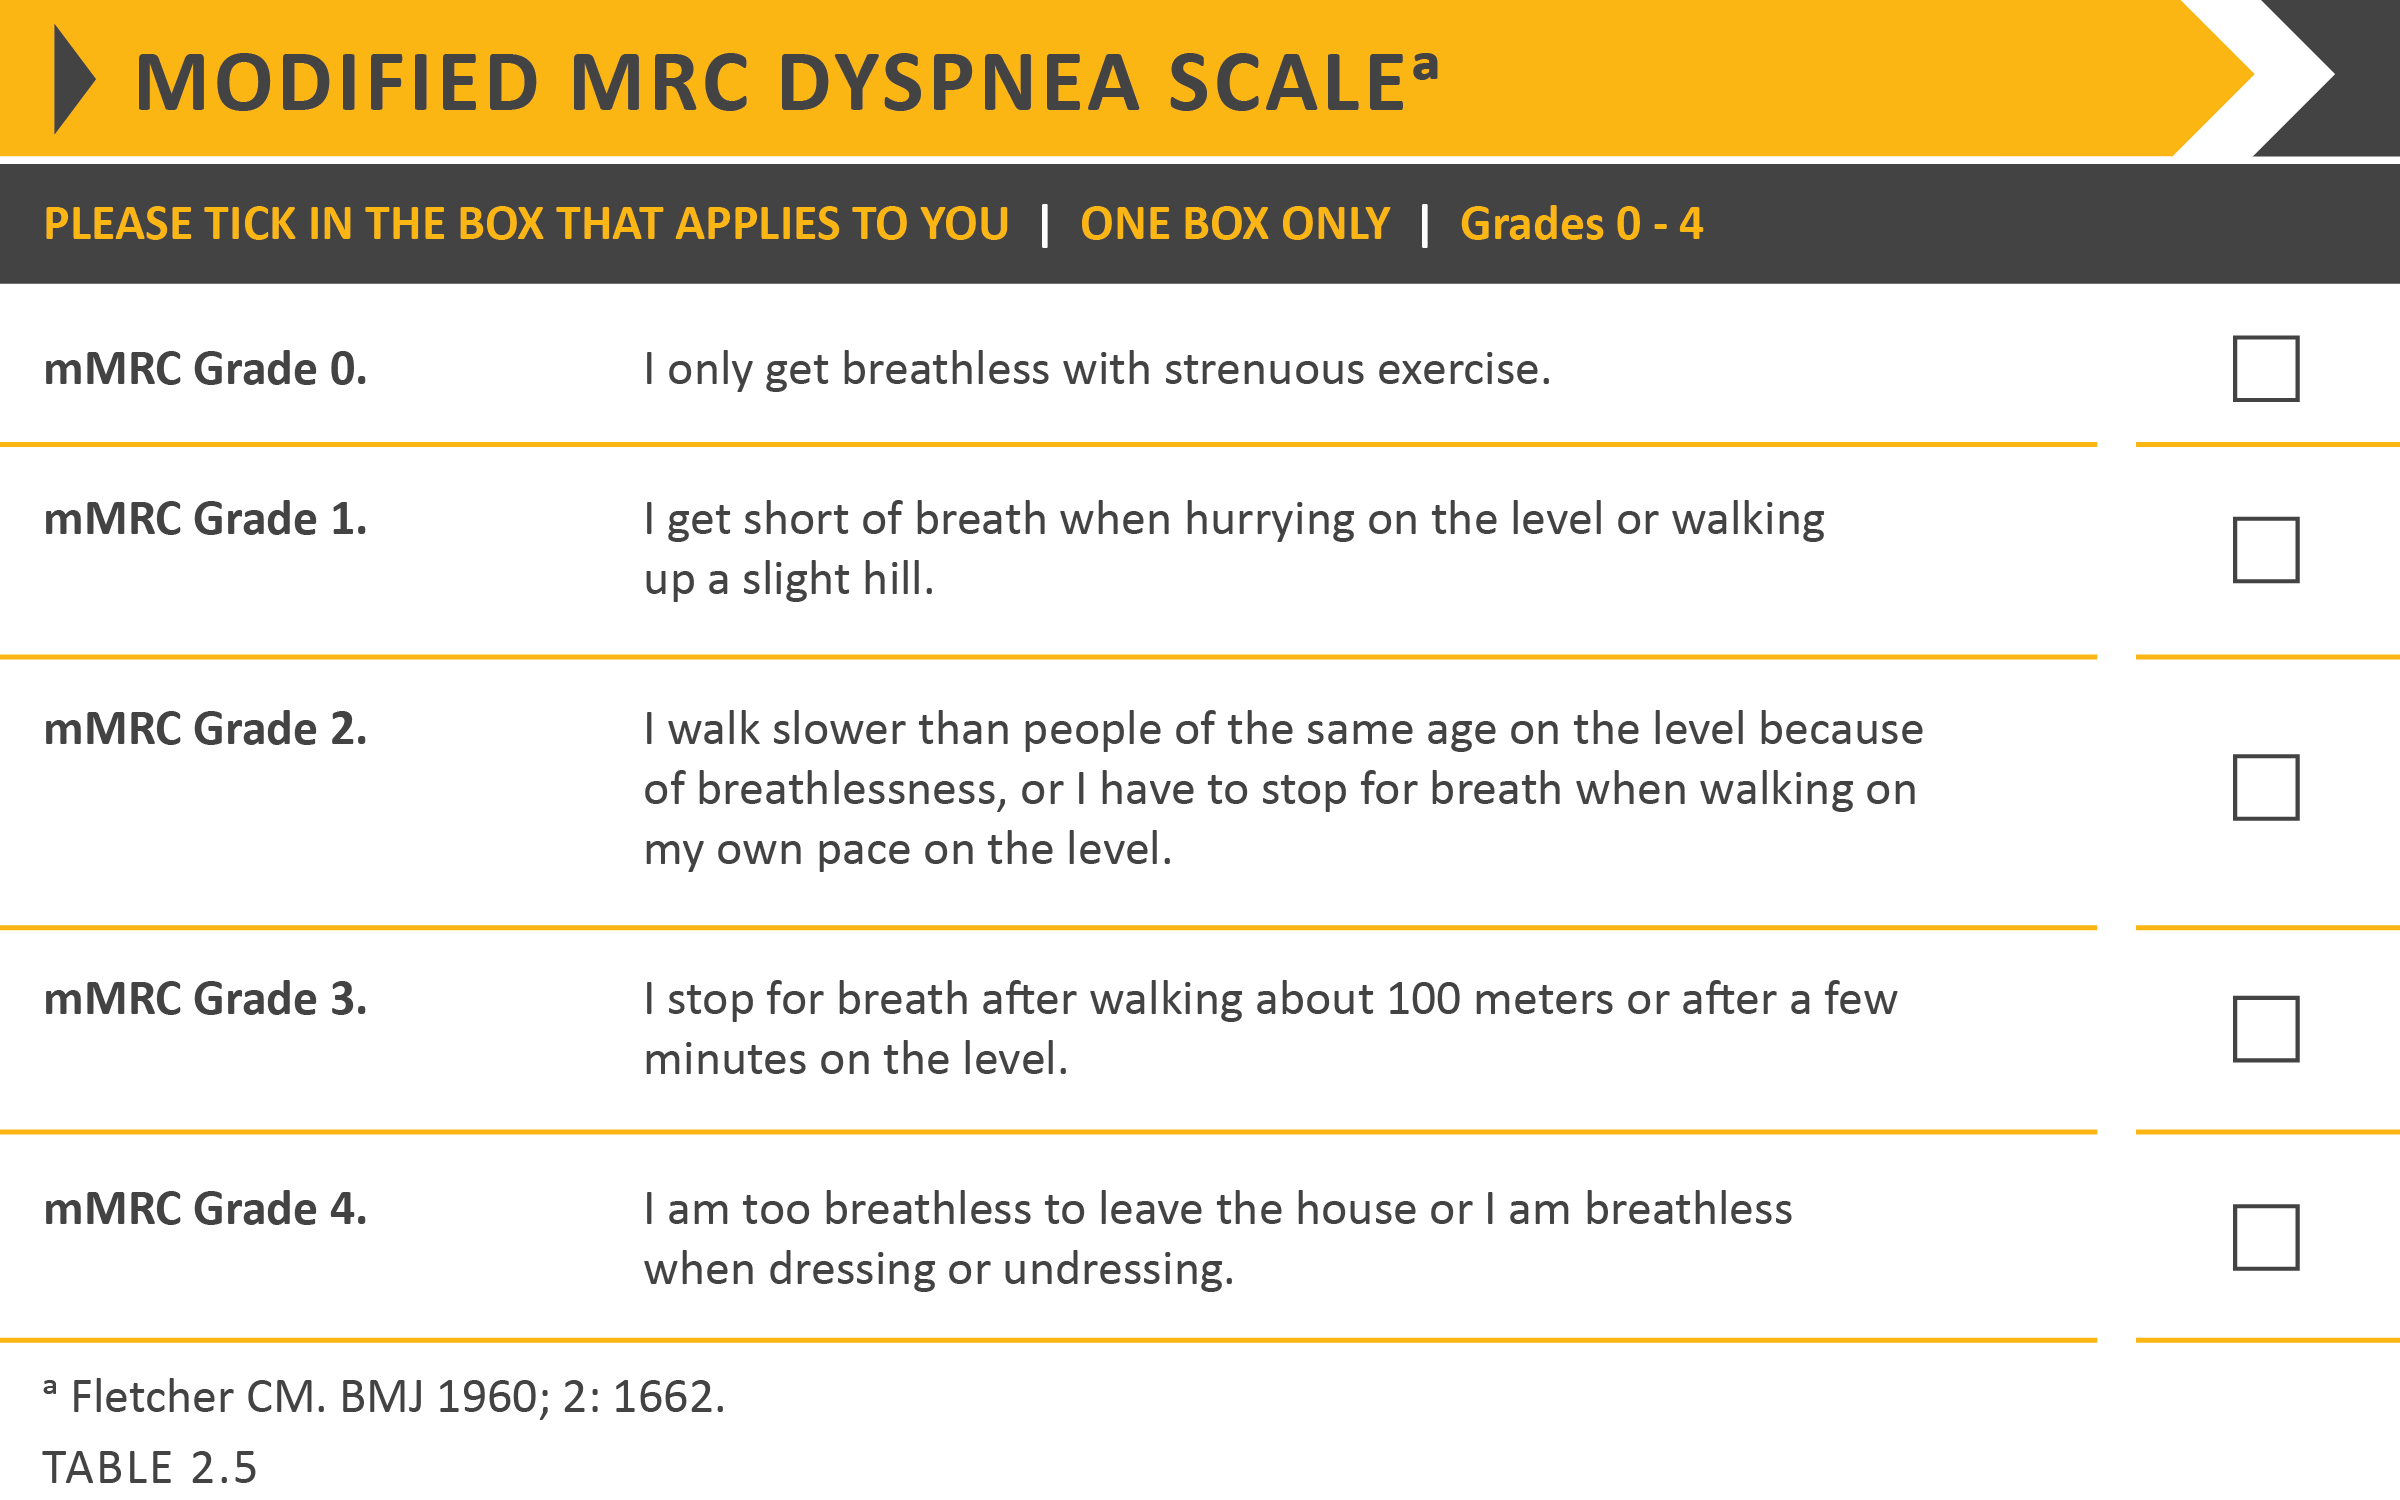 MODIFIED MRC DYSPNEA SCALEᵃ
PLEASE TICK IN THE BOX THAT APPLIES TO YOU | ONE BOX ONLY | Grades 0 - 4
mMRC Grade 0. I only get breathless with strenuous exercise.
mMRC Grade 1. I get short of breath when hurrying on the level or walking
up a slight hill.
mMRC Grade 2. I walk slower than people of the same age on the level because
of breathlessness, or I have to stop for breath when walking on
my own pace on the level.
mMRC Grade 3. I stop for breath after walking about 100 meters or after a few
minutes on the level.
mMRC Grade 4. I am too breathless to leave the house or I am breathless
when dressing or undressing.
ᵃ Fletcher CM. BMJ 1960; 2: 1662.
TABLE 2.5